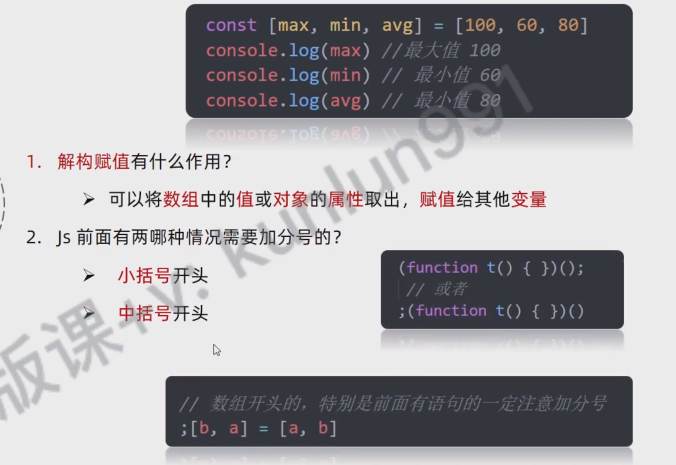 const [max, min, avg] = [100, 60, 80]
console.log(max) //最大值 100
console.log(min) // 最小值 60
console.log(avg) // 最小值 80
1. 解构赋值有什么作用？
➢ 可以将数组中的值或对象的属性取出，赋值给其他变量
2. Js 前面有两哪种情况需要加分号的？
➢ 小括号开头
(function t() { })();
// 或者
➢ 中括号开头
;(function t() { })()
// 数组开头的，特别是前面有语句的一定注意加分号
;[b, a] = [a, b]
版课+v: kunlun991